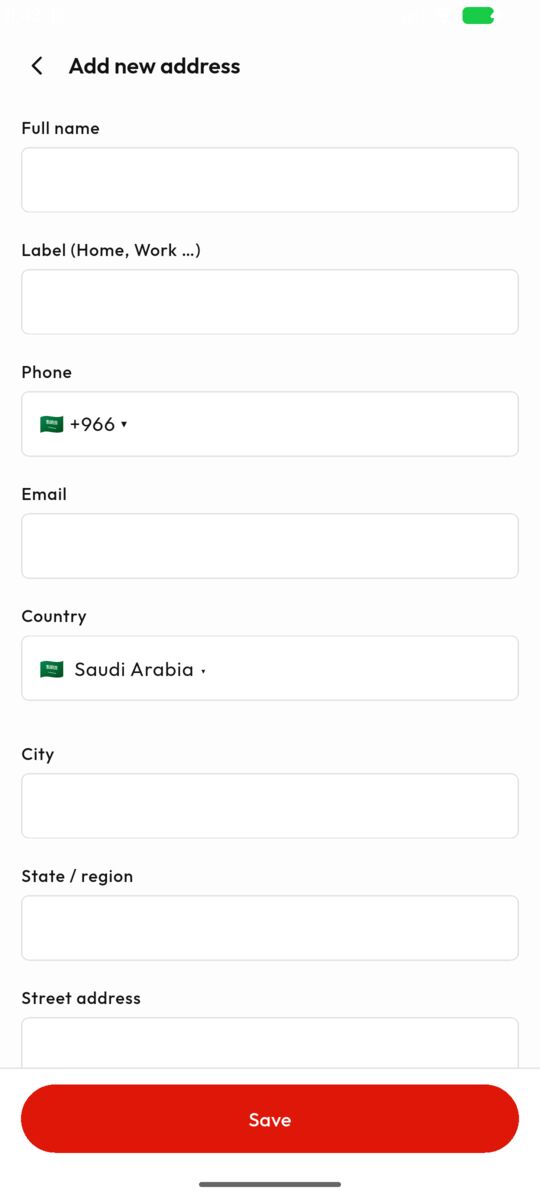 Add new address
Full name
Label (Home, Work ...)
Phone
+966
Email
Country
Saudi Arabia
City
State / region
Street address
Save